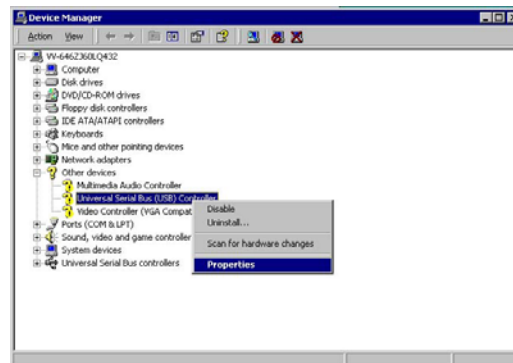 Device Manager
Action View
W-6462J60LQ432
Computer
Disk drives
DVD/CD-ROM drives
Floppy disk controllers
IDE ATA/ATAPI controllers
Keyboards
Mice and other pointing devices
Network adapters
Other devices
Multimedia Audio Controller
Universal Serial Bus (USB) Controller
Video Controller (VGA Compat
Ports (COM & LPT)
Sound, video and game controller
System devices
Universal Serial Bus controllers
Disable
Uninstall...
Scan for hardware changes
Properties